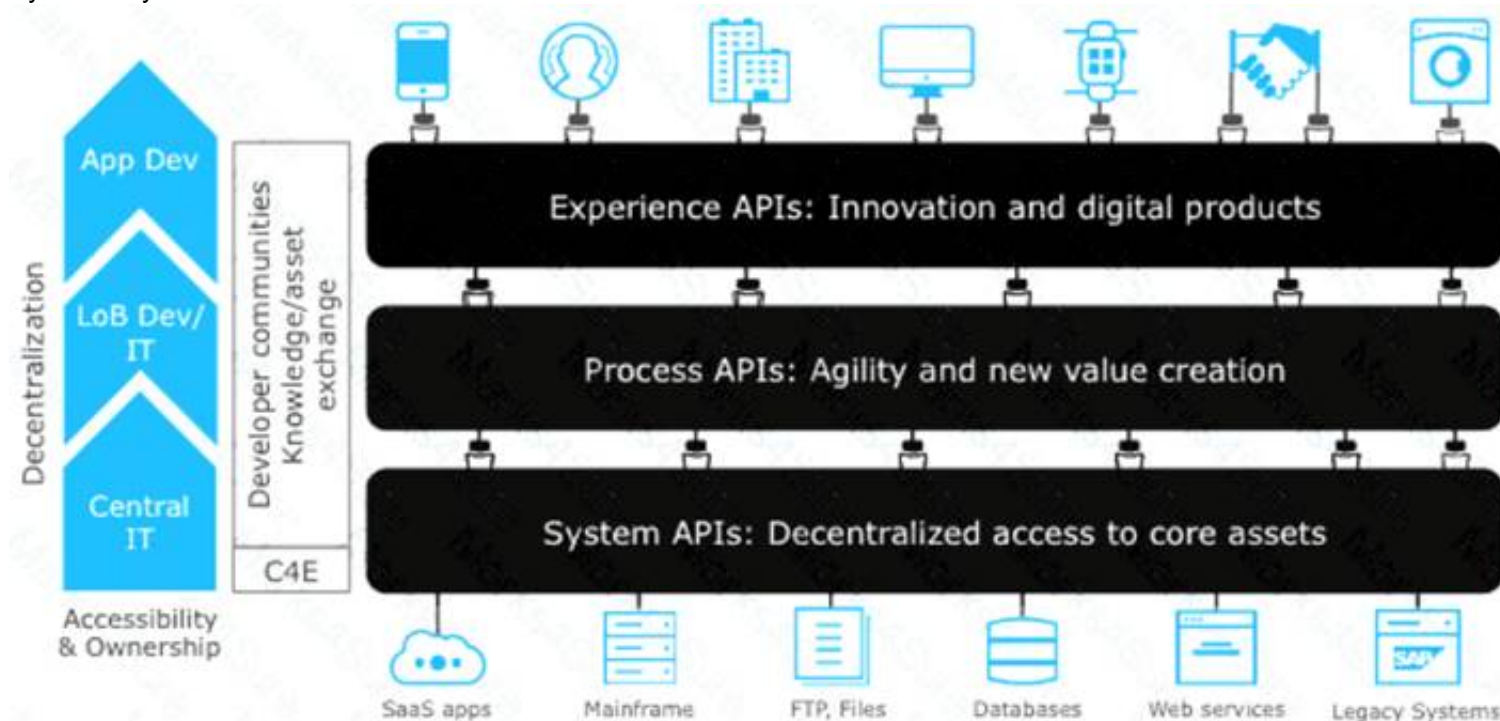 Decentralization
App Dev
LoB Dev/
IT
Central
IT
Accessibility
& Ownership
Developer communities
Knowledge/asset
exchange
C4E
Experience APIs: Innovation and digital products
Process APIs: Agility and new value creation
System APIs: Decentralized access to core assets
SaaS apps
Mainframe
FTP, Files
Databases
Web services
SAP
Legacy Systems